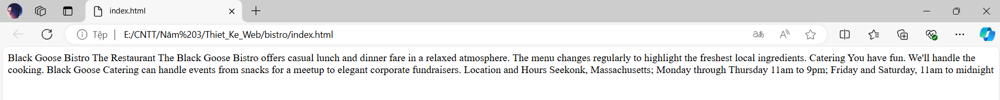 index.html
Tệp
E:/CNTT/Năm%203/Thiet_Ke_Web/bistro/index.html
aあ
A
Black Goose Bistro The Restaurant The Black Goose Bistro offers casual lunch and dinner fare in a relaxed atmosphere. The menu changes regularly to highlight the freshest local ingredients. Catering You have fun. We'll handle the
cooking. Black Goose Catering can handle events from snacks for a meetup to elegant corporate fundraisers. Location and Hours Seekonk, Massachusetts; Monday through Thursday 11am to 9pm; Friday and Saturday, 11am to midnight